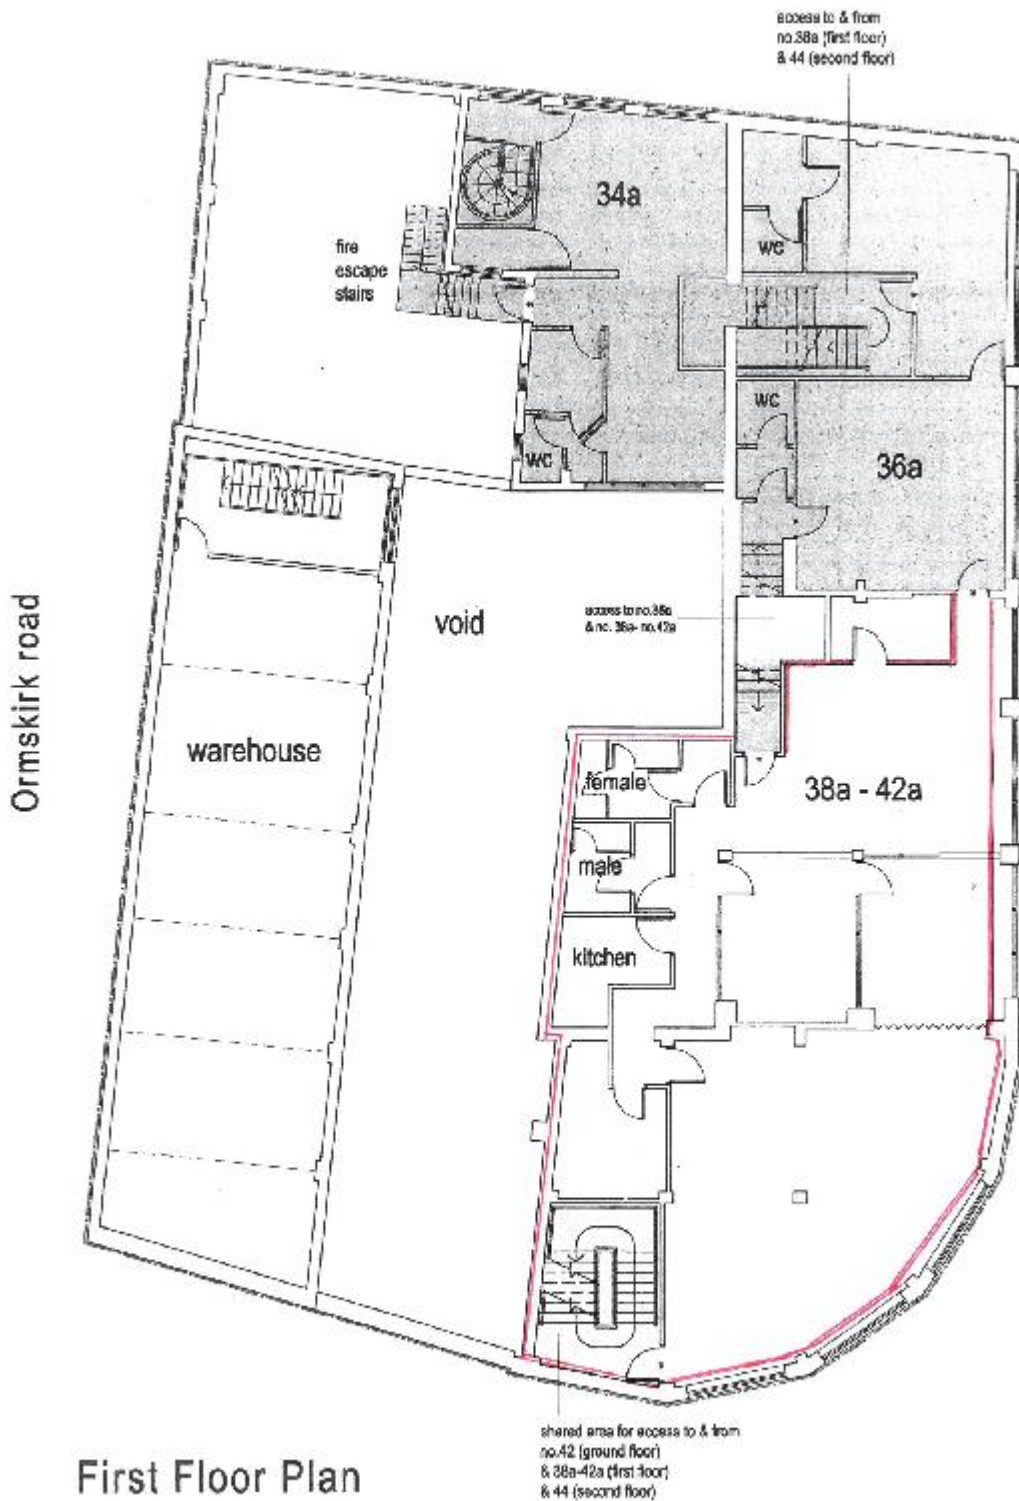 access to & from
no.38a (first floor)
& 44 (second floor)
34a
fire
escape
stairs
wc
wc
36a
wc
access to no.36a
& no. 38a- no.42a
void
Ormskirk road
warehouse
female
38a - 42a
male
kitchen
shared area for access to & from
no.42 (ground floor)
& 38a-42a (first floor)
& 44 (second floor)
First Floor Plan